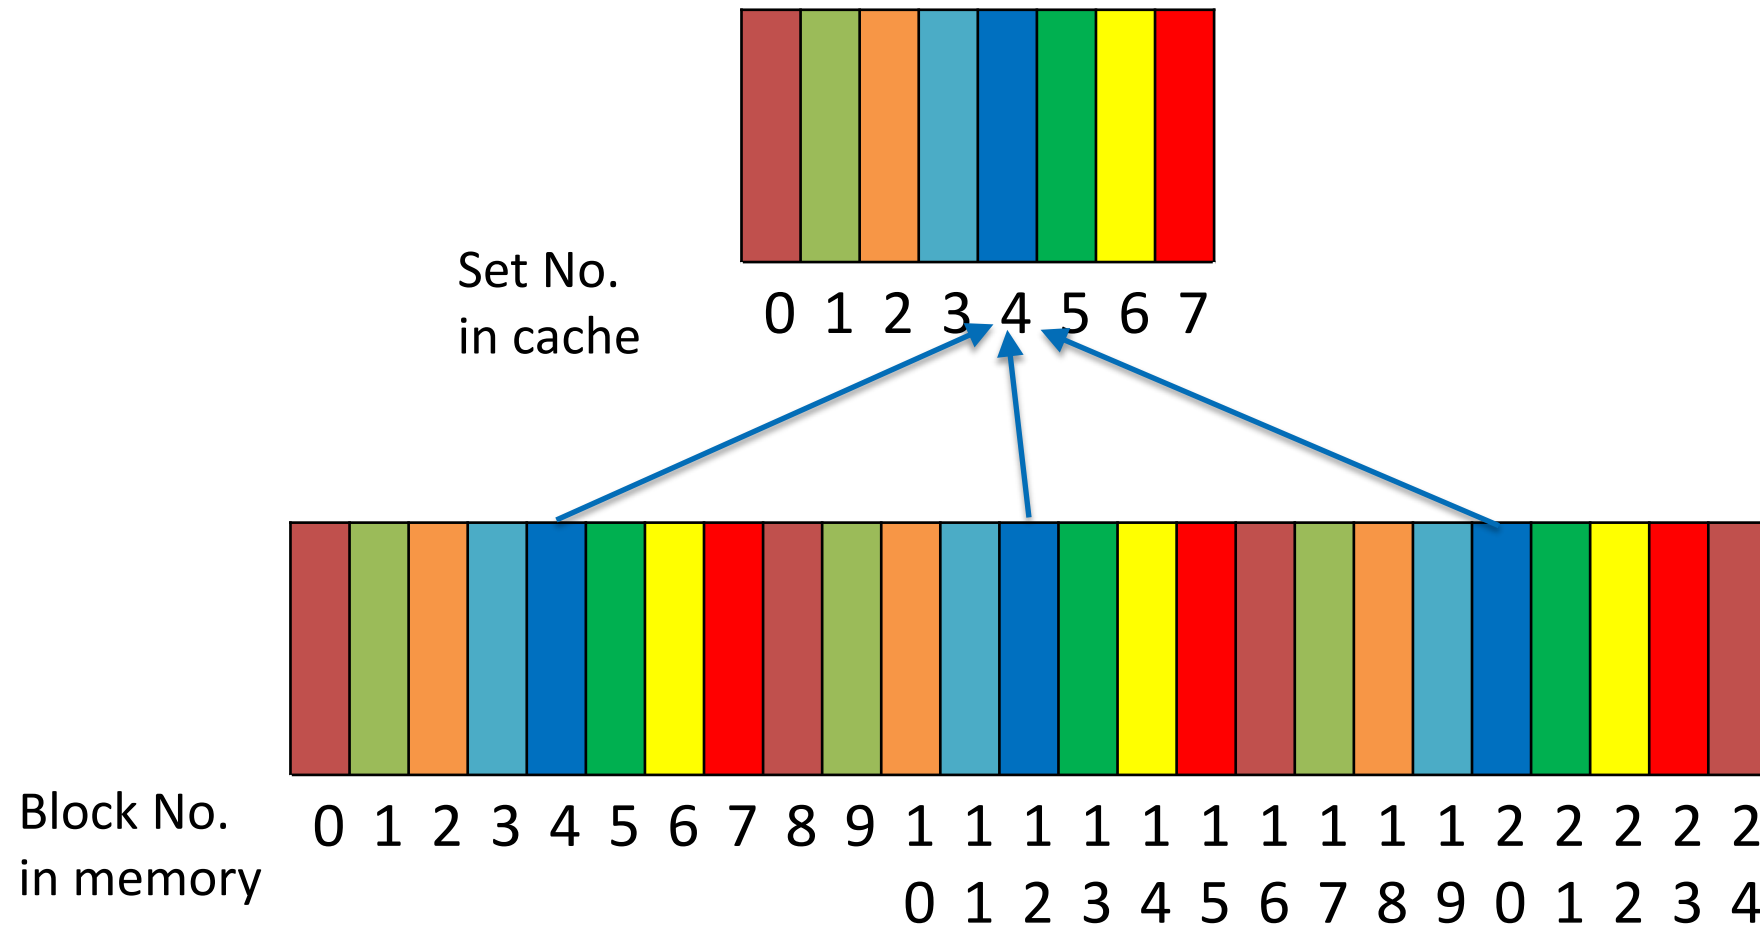 Set No.
in cache
0 1 2 3 4 5 6 7
Block No.
in memory
0 1 2 3 4 5 6 7 8 9 1 1 1 1 1 1 1 1 1 1 2 2 2 2 2
0 1 2 3 4 5 6 7 8 9 0 1 2 3 4